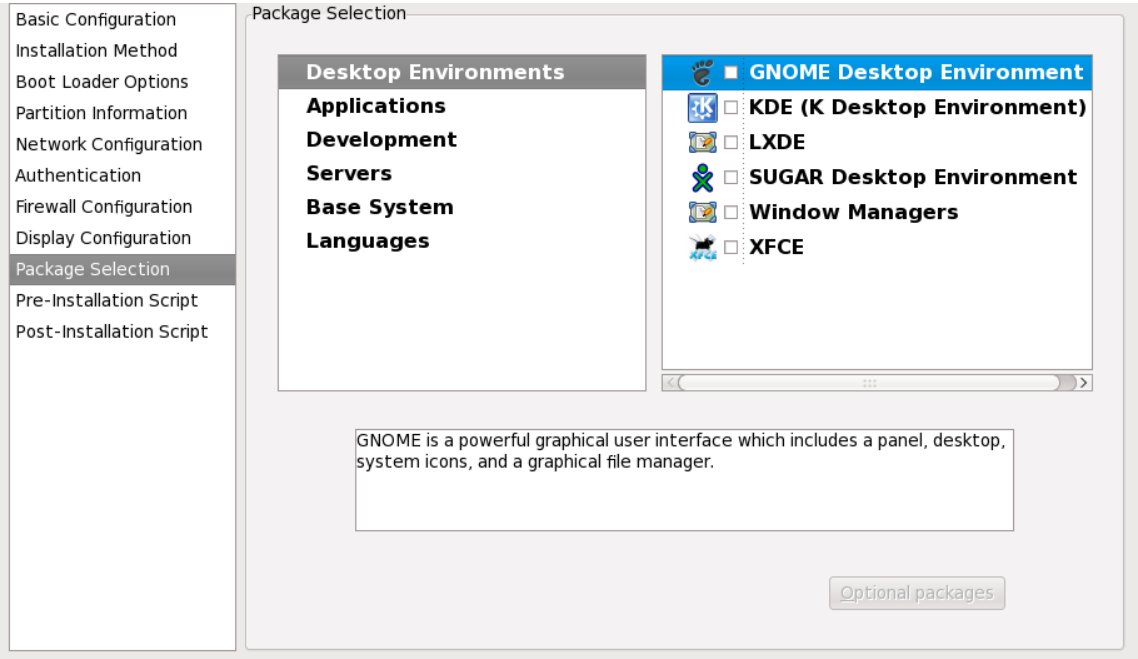 Basic Configuration
Installation Method
Boot Loader Options
Partition Information
Network Configuration
Authentication
Firewall Configuration
Display Configuration
Package Selection
Pre-Installation Script
Post-Installation Script
Package Selection
Desktop Environments
Applications
Development
Servers
Base System
Languages
GNOME Desktop Environment
KDE (K Desktop Environment)
LXDE
SUGAR Desktop Environment
Window Managers
XFCE
GNOME is a powerful graphical user interface which includes a panel, desktop,
system icons, and a graphical file manager.
Optional packages